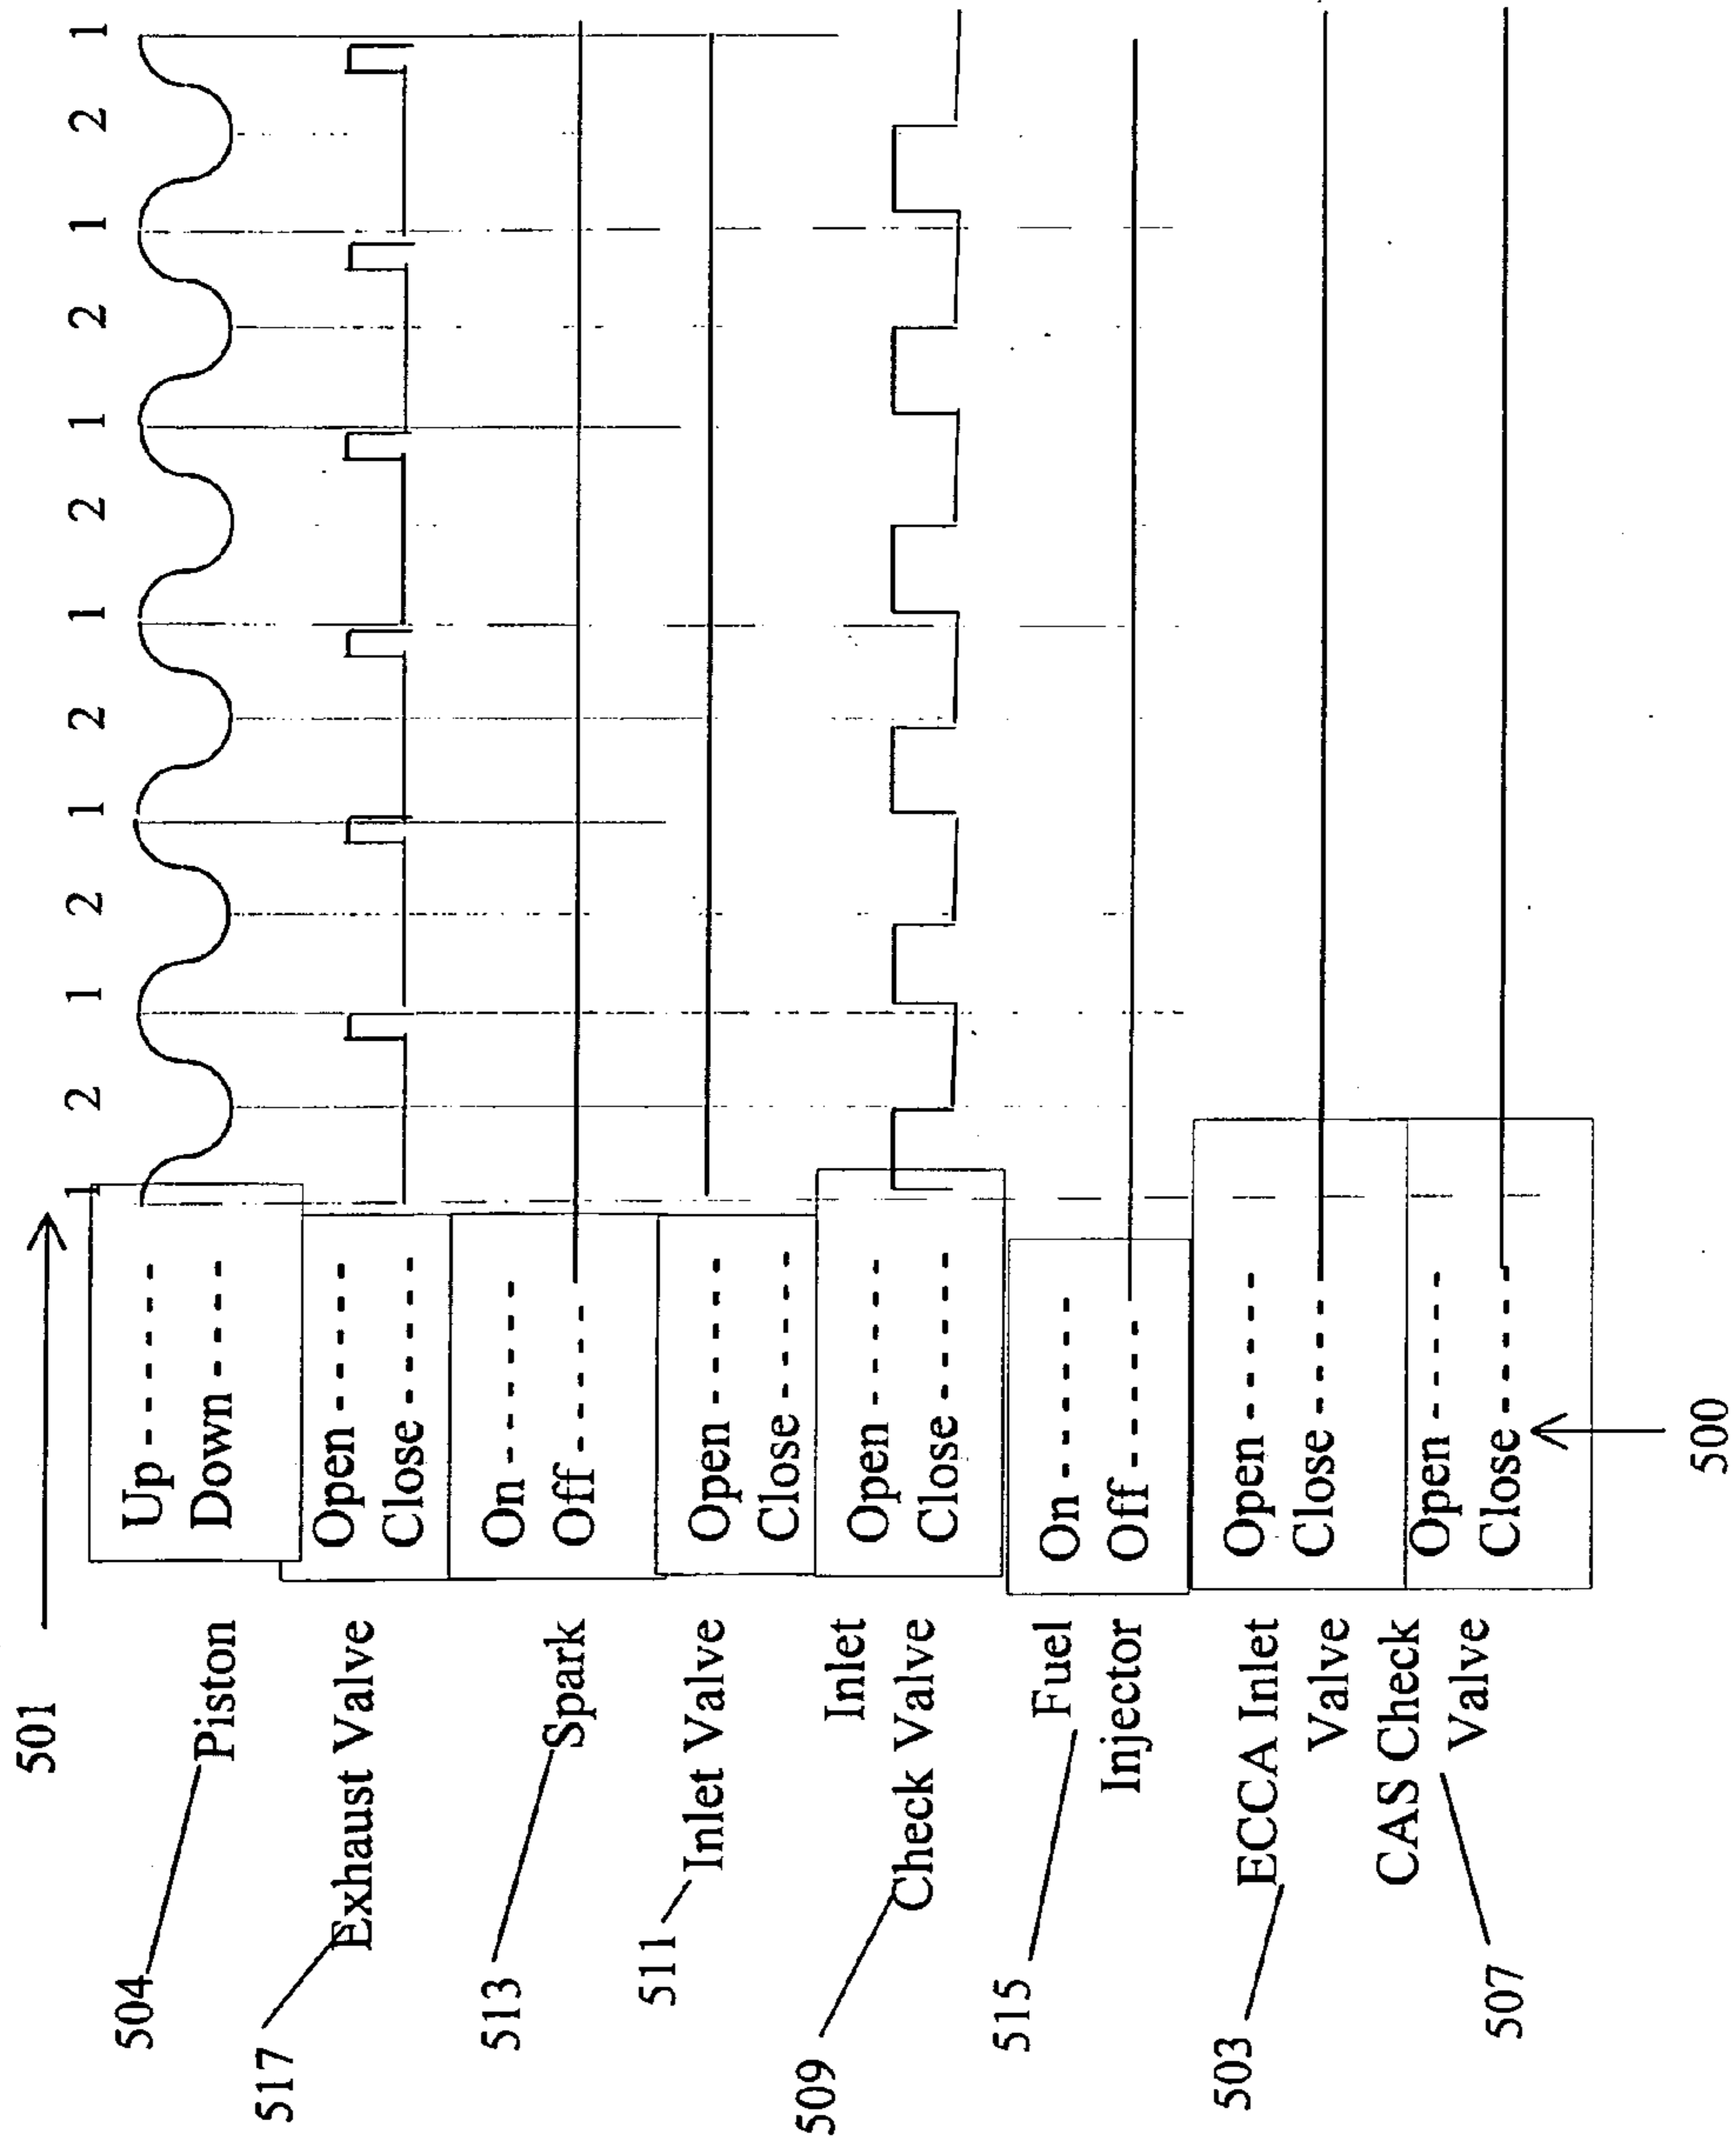 501
1 2 1 2 1 2 1 2 1 2 1 2 1
504
Piston
Up ------
Down -----
517
Exhaust Valve
Open -----
Close -----
513
Spark
On ------
Off ------
511
Inlet Valve
Open -----
Close -----
509
Inlet
Check Valve
Open -----
Close -----
515
Fuel
Injector
On ------
Off -----
503
ECCA Inlet
Valve
Open -----
Close -----
507
CAS Check
Valve
Open -----
Close -----
500